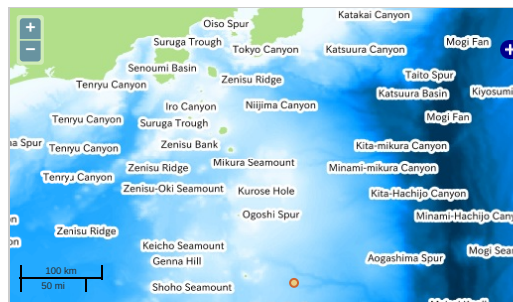 Katakai Canyon
Oiso Spur
Suruga Trough
Tokyo Canyon
Katsuura Canyon
Mogi Fan
+
−
Senoumi Basin
Zenisu Ridge
Taito Spur
Tenryu Canyon
Katsuura Basin
Kiyosumi
Iro Canyon
Niijima Canyon
Tenryu Canyon
Suruga Trough
Mogi Fan
a Spur
Tenryu Canyon
Zenisu Bank
Kita-mikura Canyon
Zenisu Ridge
Mikura Seamount
Minami-mikura Canyon
Tenryu Canyon
Zenisu-Oki Seamount
Kurose Hole
Kita-Hachijo Canyon
Ogoshi Spur
Minami-Hachijo Cany
on
Zenisu Ridge
on
Keicho Seamount
Mogi Sea
Genna Hill
Aogashima Spur
100 km
50 mi
Shoho Seamount